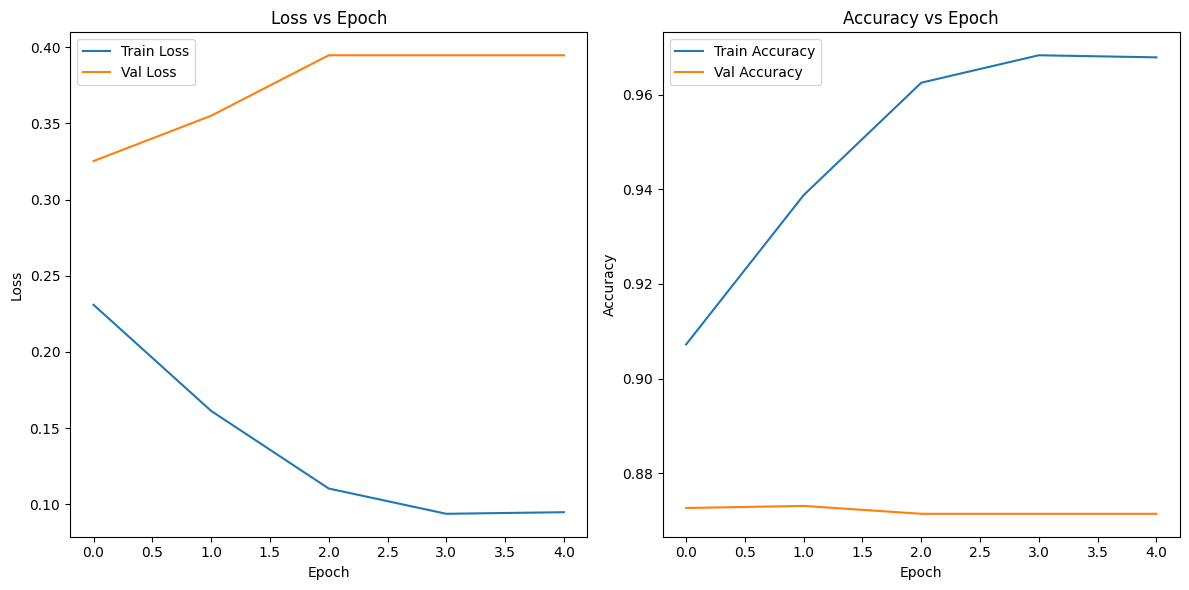 Loss vs Epoch
Train Loss
Val Loss
0.40
0.35
0.30
0.25
0.20
0.15
0.10
Loss
0.0 0.5 1.0 1.5 2.0 2.5 3.0 3.5 4.0
Epoch
Accuracy vs Epoch
Train Accuracy
Val Accuracy
0.96
0.94
0.92
0.90
0.88
Accuracy
0.0 0.5 1.0 1.5 2.0 2.5 3.0 3.5 4.0
Epoch